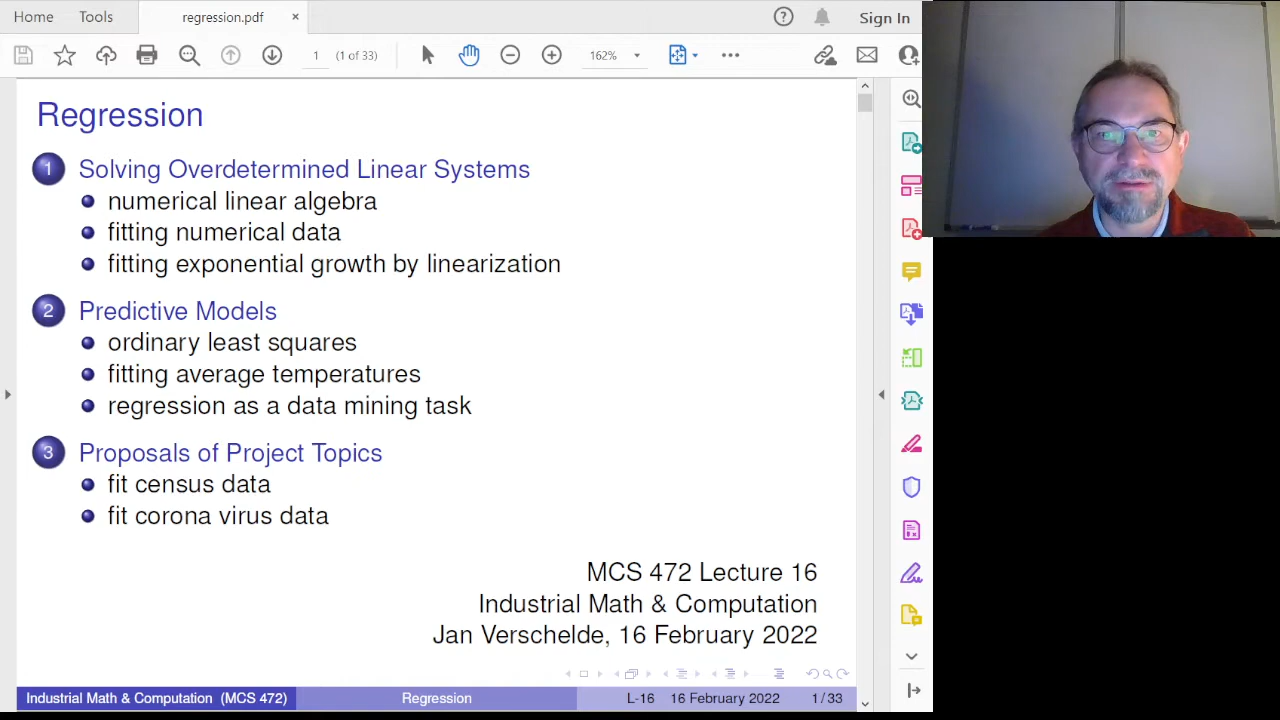 Home Tools regression.pdf × Sign In
1 (1 of 33) 162%
Regression
1 Solving Overdetermined Linear Systems
numerical linear algebra
fitting numerical data
fitting exponential growth by linearization
2 Predictive Models
ordinary least squares
fitting average temperatures
regression as a data mining task
3 Proposals of Project Topics
fit census data
fit corona virus data
MCS 472 Lecture 16
Industrial Math & Computation
Jan Verschelde, 16 February 2022
Industrial Math & Computation (MCS 472) Regression L-16 16 February 2022 1 / 33